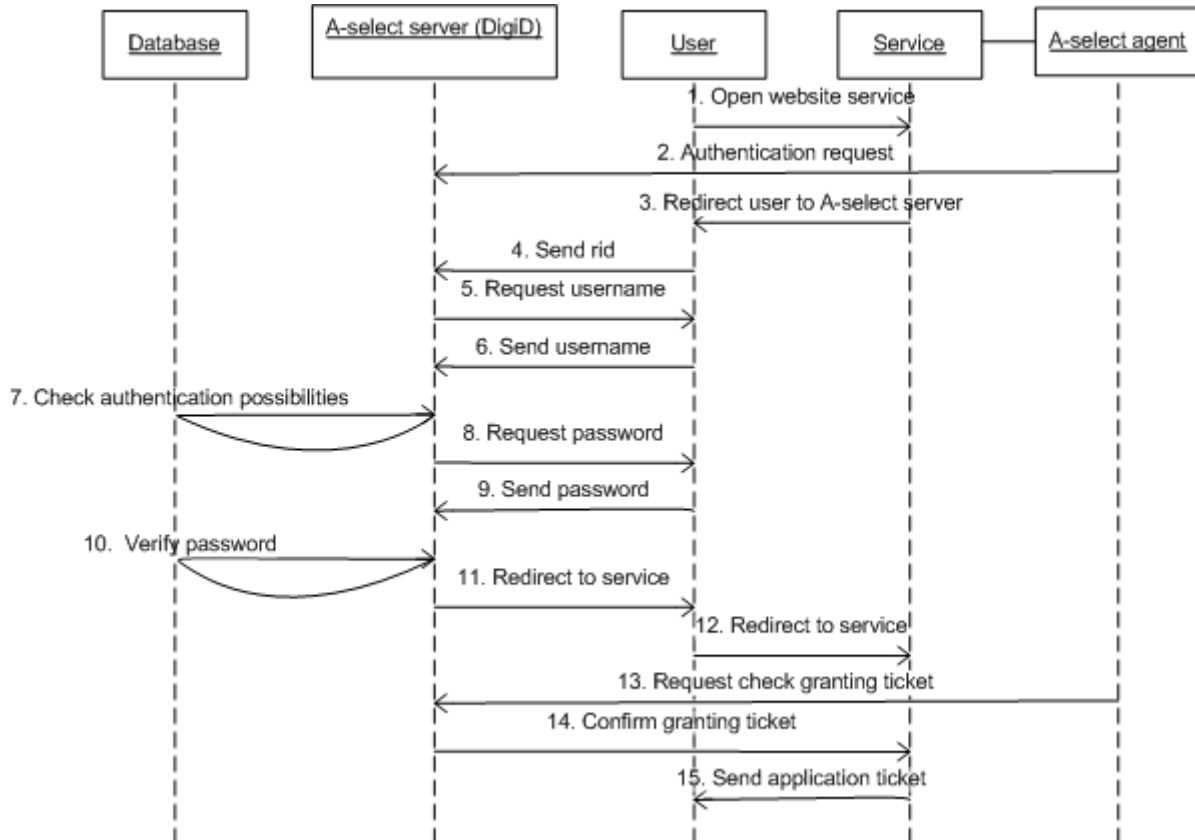 Database
A-select server (DigiD)
User
Service
A-select agent
1. Open website service
2. Authentication request
3. Redirect user to A-select server
4. Send rid
5. Request username
6. Send username
7. Check authentication possibilities
8. Request password
9. Send password
10. Verify password
11. Redirect to service
12. Redirect to service
13. Request check granting ticket
14. Confirm granting ticket
15. Send application ticket